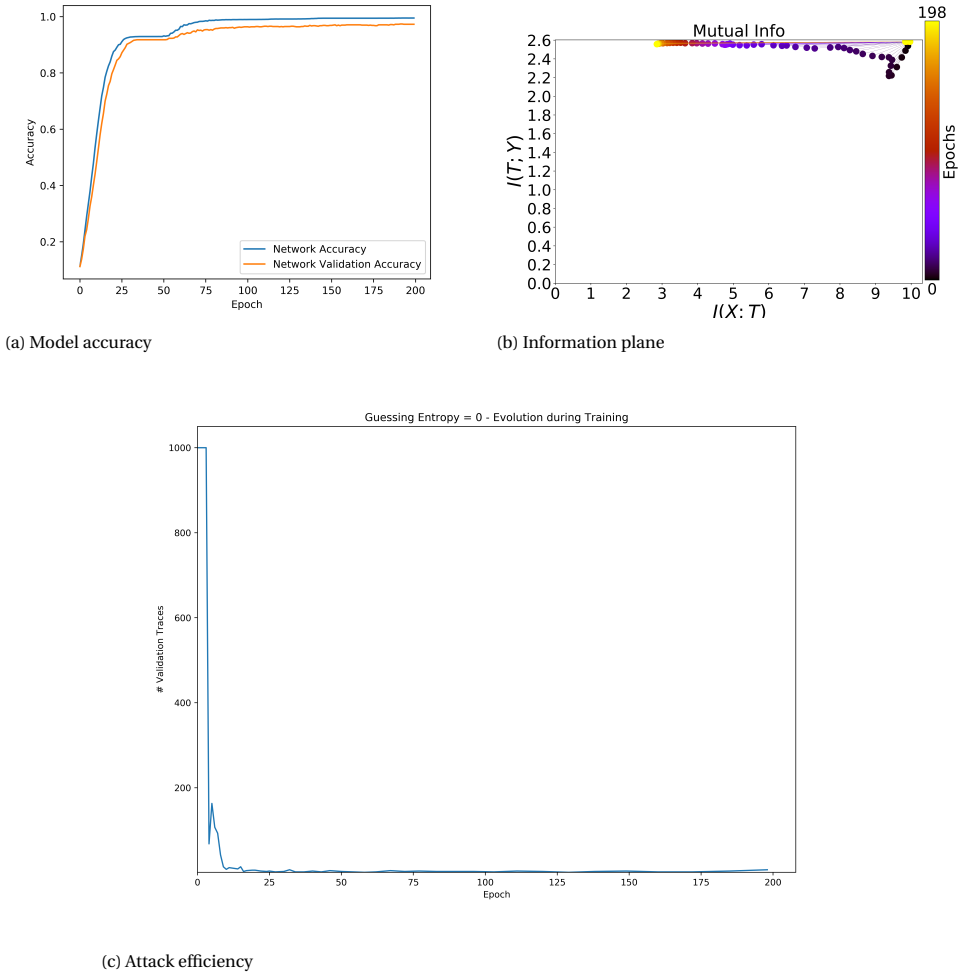 1.0
0.8
0.6
0.4
0.2
Accuracy
0 25 50 75 100 125 150 175 200
Epoch
Network Accuracy
Network Validation Accuracy
(a) Model accuracy
Mutual Info
198
2.6
2.4
2.2
2.0
1.8
1.6
1.4
1.2
1.0
0.8
0.6
0.4
0.2
0.0
I(T; Y)
0 1 2 3 4 5 6 7 8 9 10
I(X; T)
Epochs
0
(b) Information plane
Guessing Entropy = 0 - Evolution during Training
1000
800
600
400
200
# Validation Traces
0 25 50 75 100 125 150 175 200
Epoch
(c) Attack efficiency